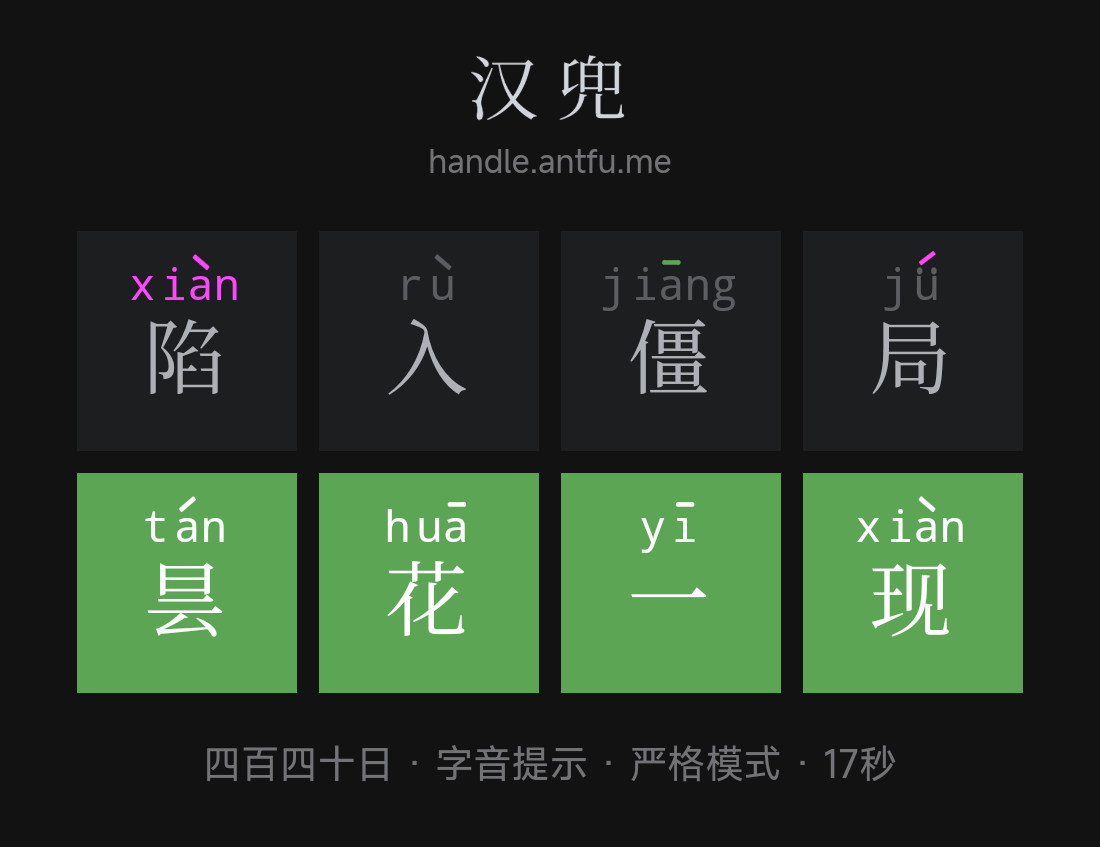 汉兜
handle.antfu.me
xiàn rù jiāng jǘ
陷入僵局
tán huā yī xiàn
昙花一现
四百四十日 · 字音提示 · 严格模式 · 17秒